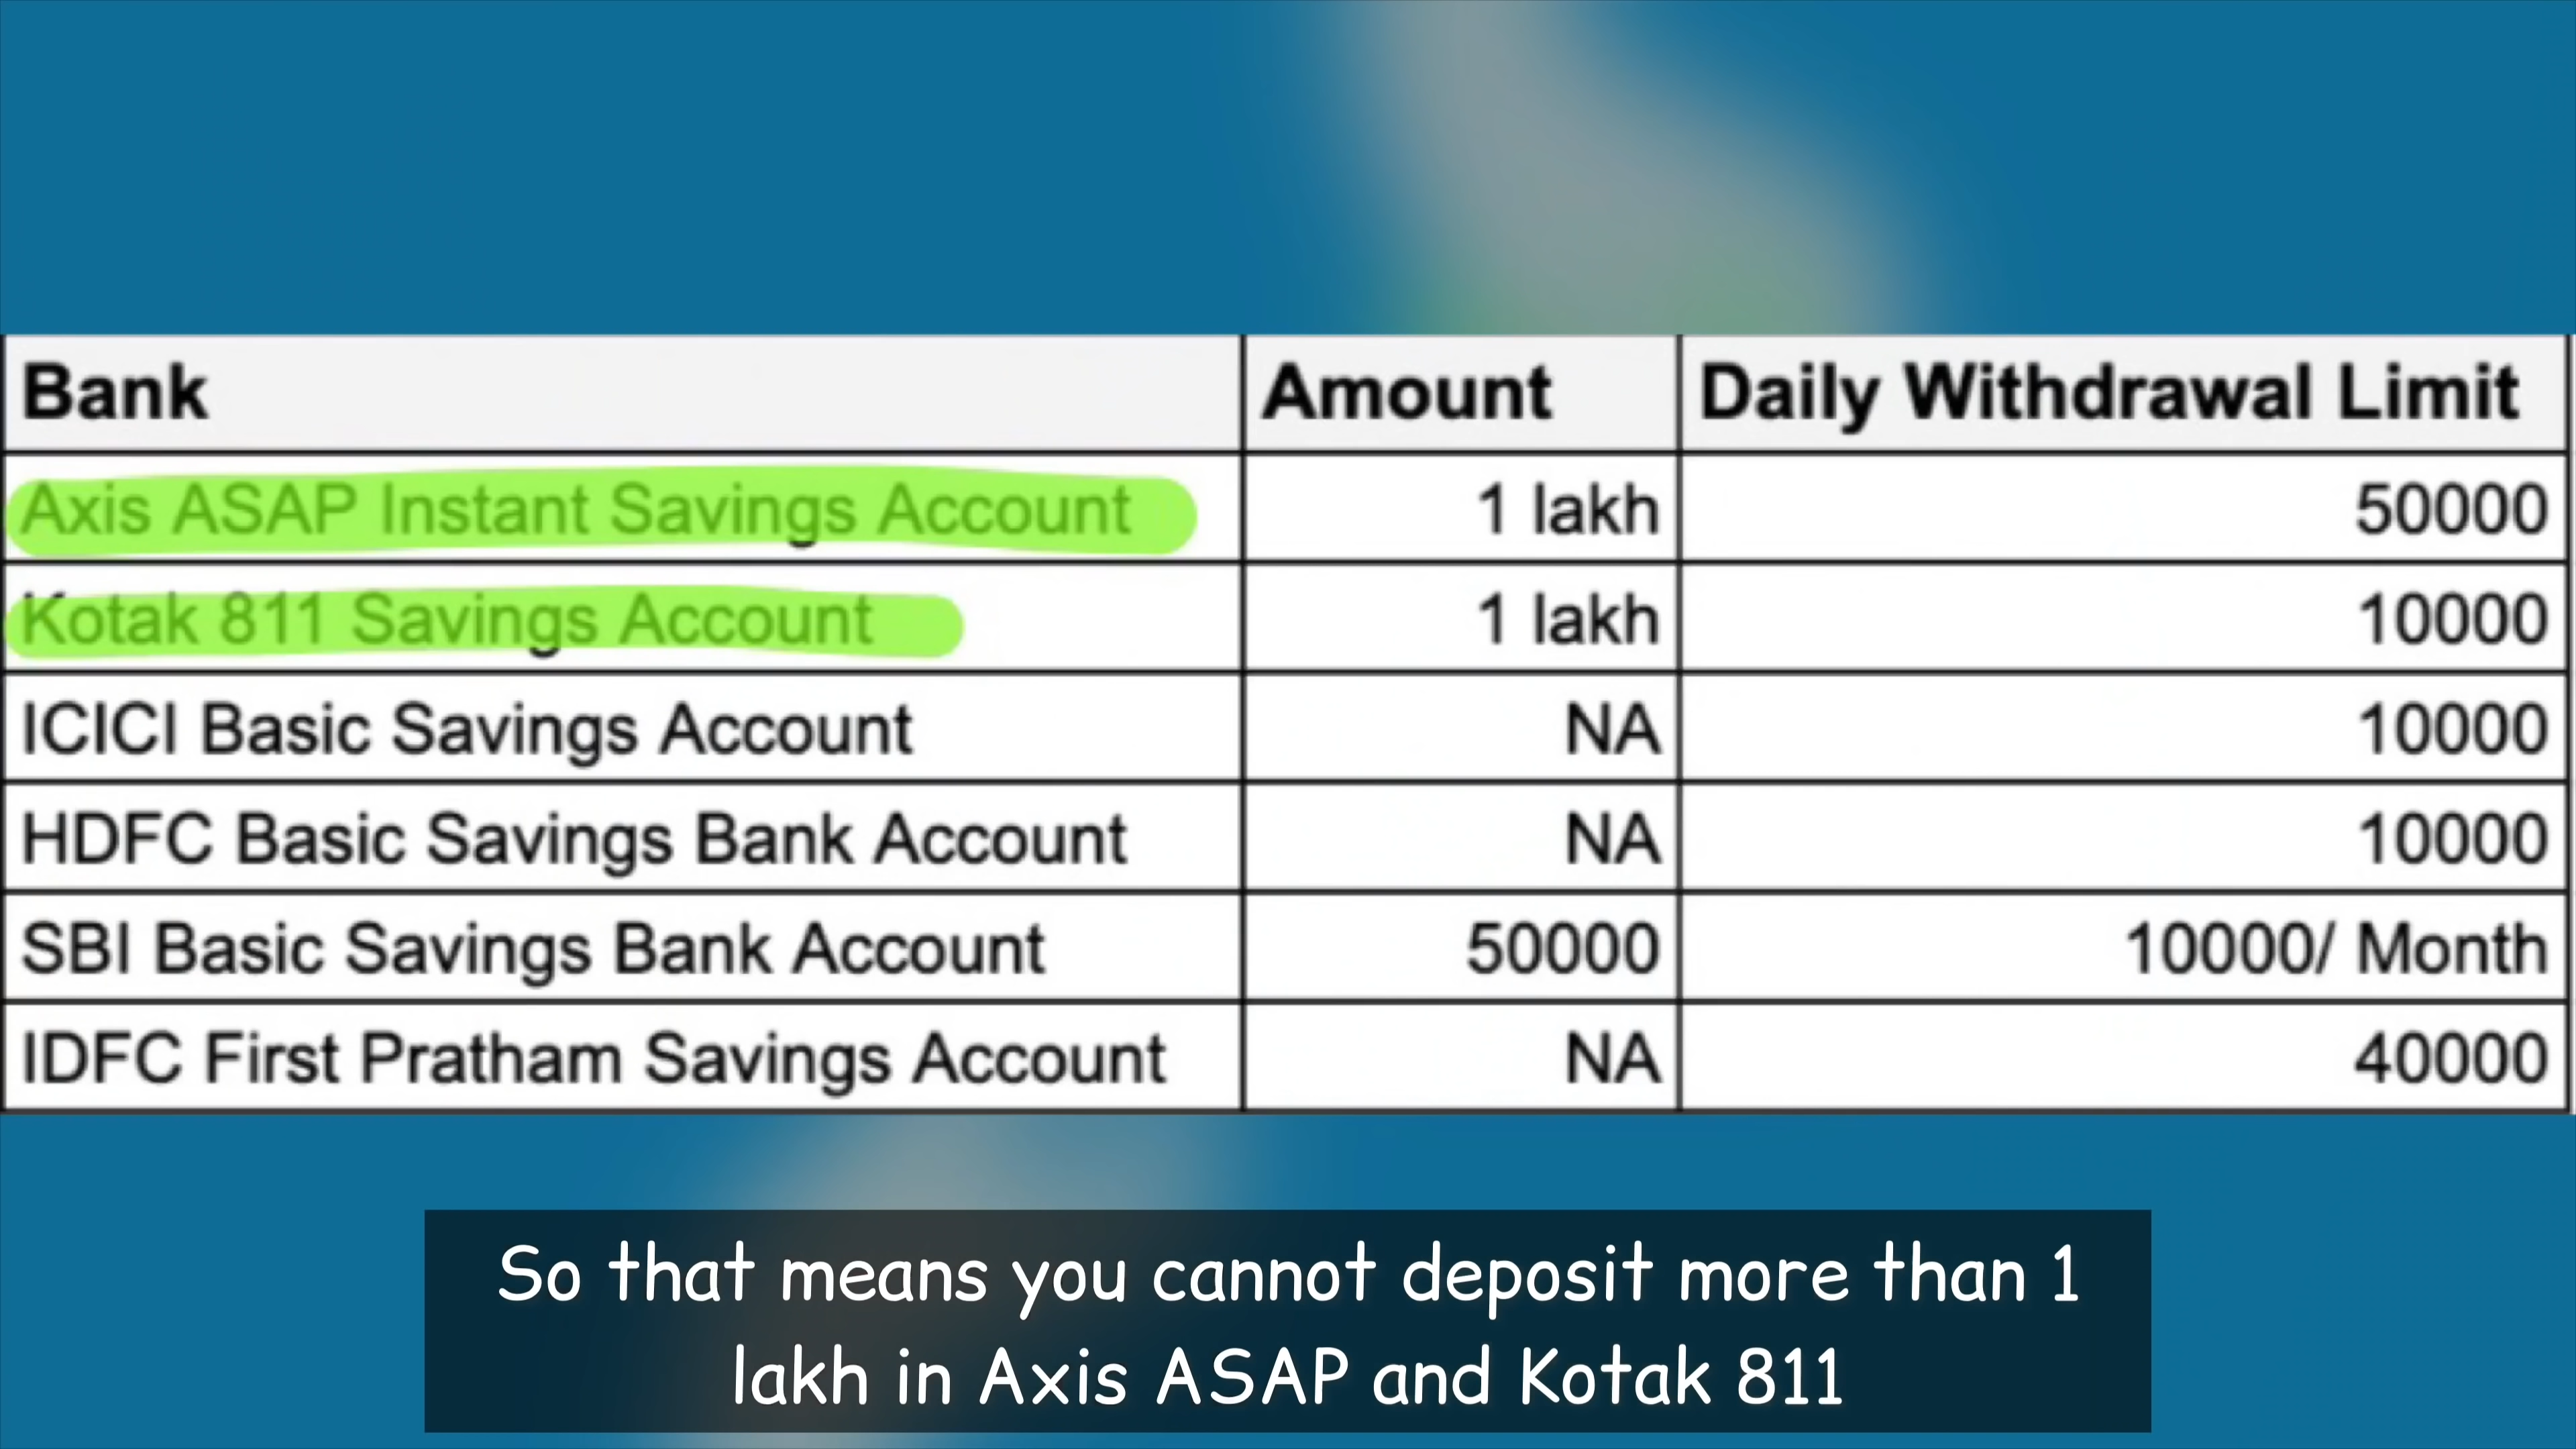 Bank Amount Daily Withdrawal Limit
Axis ASAP Instant Savings Account 1 lakh 50000
Kotak 811 Savings Account 1 lakh 10000
ICICI Basic Savings Account NA 10000
HDFC Basic Savings Bank Account NA 10000
SBI Basic Savings Bank Account 50000 10000/ Month
IDFC First Pratham Savings Account NA 40000
So that means you cannot deposit more than 1
lakh in Axis ASAP and Kotak 811